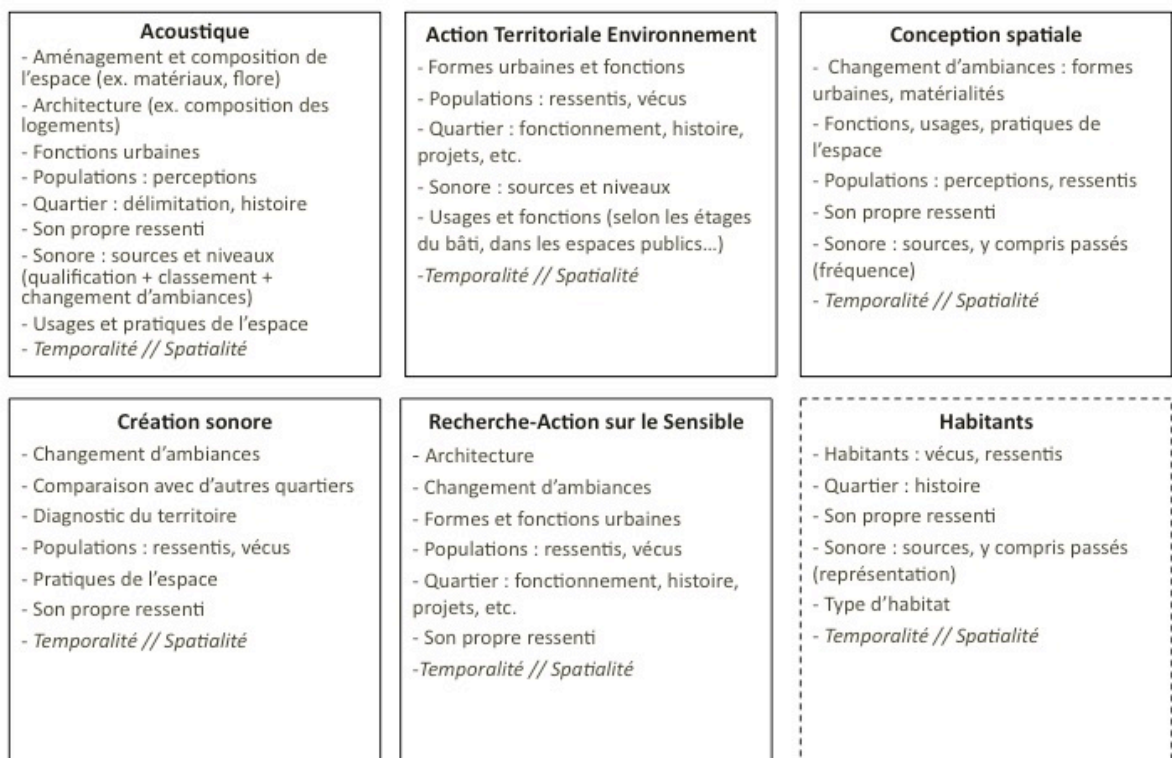 Acoustique
- Aménagement et composition de
l'espace (ex. matériaux, flore)
- Architecture (ex. composition des
logements)
- Fonctions urbaines
- Populations : perceptions
- Quartier : délimitation, histoire
- Son propre ressenti
- Sonore : sources et niveaux
(qualification + classement +
changement d'ambiances)
- Usages et pratiques de l'espace
- Temporalité // Spatialité
Action Territoriale Environnement
- Formes urbaines et fonctions
- Populations : ressentis, vécus
- Quartier : fonctionnement, histoire,
projets, etc.
- Sonore : sources et niveaux
- Usages et fonctions (selon les étages
du bâti, dans les espaces publics...)
-Temporalité // Spatialité
Conception spatiale
- Changement d'ambiances : formes
urbaines, matérialités
- Fonctions, usages, pratiques de
l'espace
- Populations : perceptions, ressentis
- Son propre ressenti
- Sonore : sources, y compris passés
(fréquence)
- Temporalité // Spatialité
Création sonore
- Changement d'ambiances
- Comparaison avec d'autres quartiers
- Diagnostic du territoire
- Populations : ressentis, vécus
- Pratiques de l'espace
- Son propre ressenti
- Temporalité // Spatialité
Recherche-Action sur le Sensible
- Architecture
- Changement d'ambiances
- Formes et fonctions urbaines
- Populations : ressentis, vécus
- Quartier : fonctionnement, histoire,
projets, etc.
- Son propre ressenti
-Temporalité // Spatialité
Habitants
- Habitants : vécus, ressentis
- Quartier : histoire
- Son propre ressenti
- Sonore : sources, y compris passés
(représentation)
- Type d'habitat
- Temporalité // Spatialité